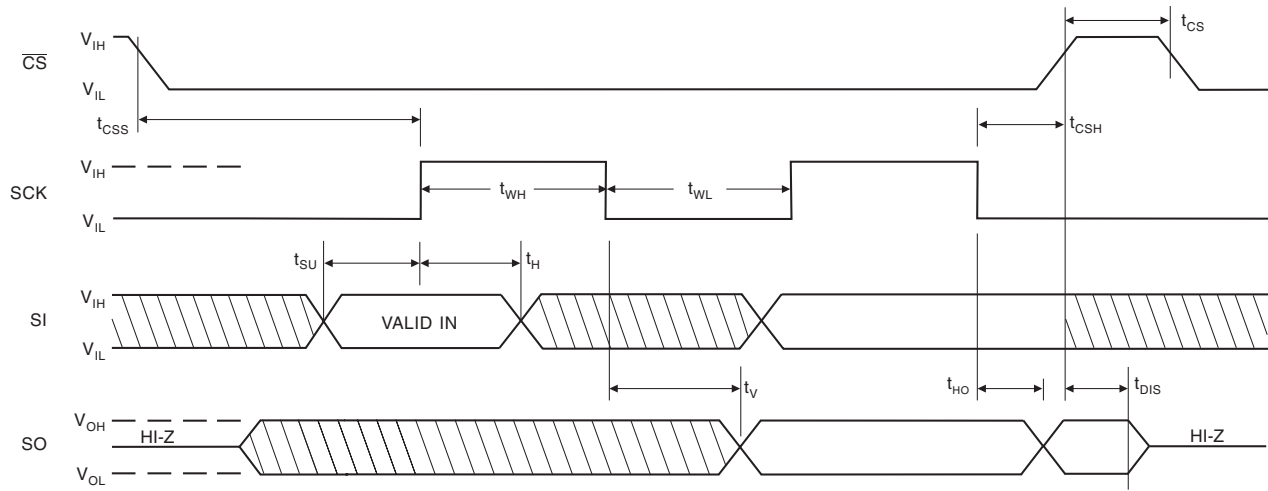 V_IH
t_CS
CS
V_IL
t_CSS
t_CSH
V_IH
SCK
t_WH
t_WL
V_IL
t_SU
t_H
V_IH
SI
VALID IN
V_IL
t_V
t_HO
t_DIS
V_OH
SO
HI-Z
HI-Z
V_OL